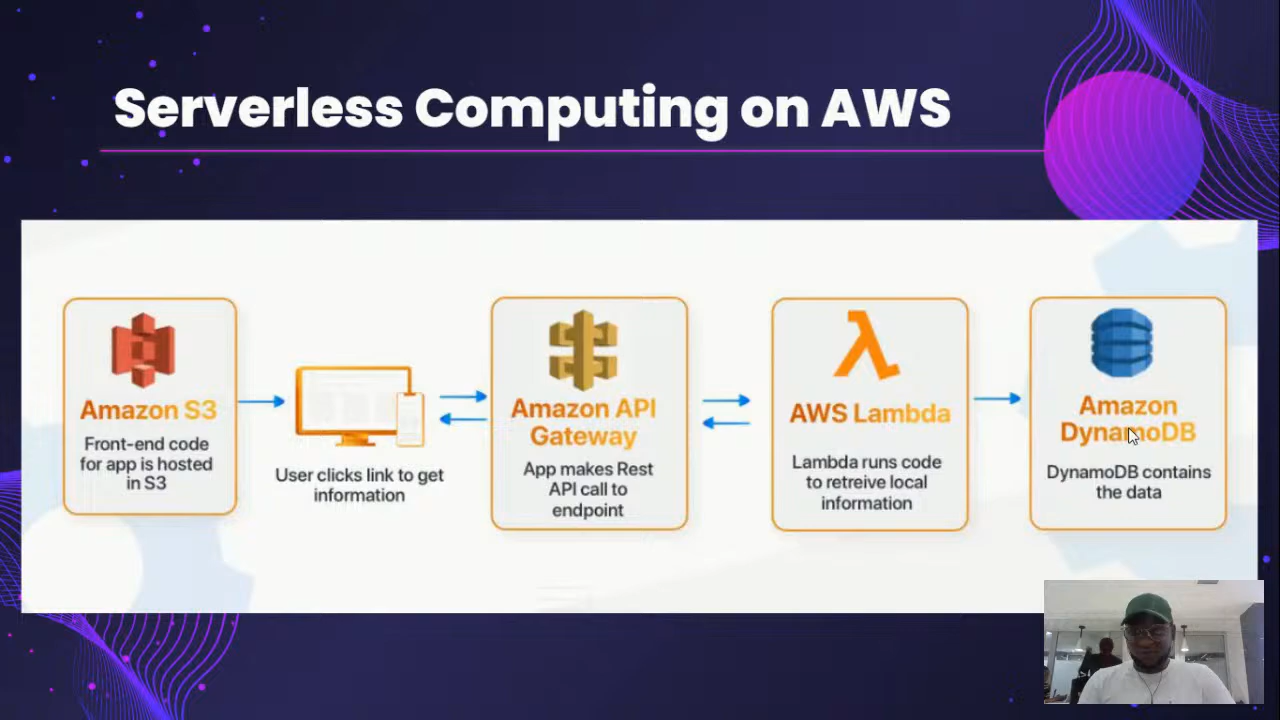 Serverless Computing on AWS
Amazon S3
Front-end code
for app is hosted
in S3
User clicks link to get
information
Amazon API
Gateway
App makes Rest
API call to
endpoint
AWS Lambda
Lambda runs code
to retreive local
information
Amazon
DynamoDB
DynamoDB contains
the data